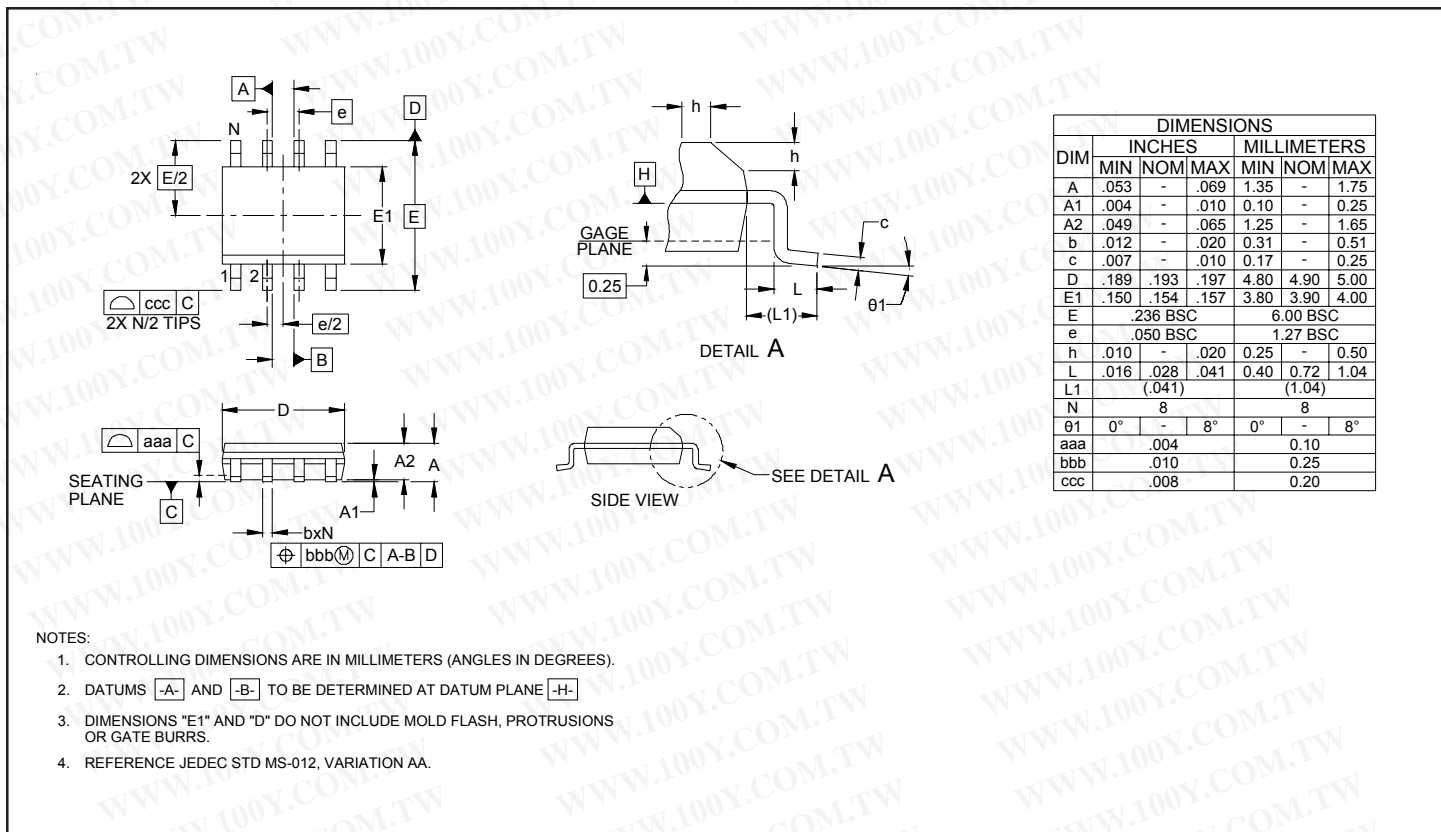 A
e
D
N
2X E/2
E1
E
1 2
ccc C
2X N/2 TIPS
e/2
B
h
h
H
GAGE
PLANE
c
0.25
L
(L1)
θ1
DETAIL A
D
aaa C
A2 A
SEATING
PLANE
C
A1
bxN
⌖ bbbⓂ C A-B D
SIDE VIEW
SEE DETAIL A
DIMENSIONS
DIM INCHES MILLIMETERS
MIN NOM MAX MIN NOM MAX
A .053 - .069 1.35 - 1.75
A1 .004 - .010 0.10 - 0.25
A2 .049 - .065 1.25 - 1.65
b .012 - .020 0.31 - 0.51
c .007 - .010 0.17 - 0.25
D .189 .193 .197 4.80 4.90 5.00
E1 .150 .154 .157 3.80 3.90 4.00
E .236 BSC 6.00 BSC
e .050 BSC 1.27 BSC
h .010 - .020 0.25 - 0.50
L .016 .028 .041 0.40 0.72 1.04
L1 (.041) (1.04)
N 8 8
θ1 0° - 8° 0° - 8°
aaa .004 0.10
bbb .010 0.25
ccc .008 0.20
NOTES:
1. CONTROLLING DIMENSIONS ARE IN MILLIMETERS (ANGLES IN DEGREES).
2. DATUMS -A- AND -B- TO BE DETERMINED AT DATUM PLANE -H-
3. DIMENSIONS "E1" AND "D" DO NOT INCLUDE MOLD FLASH, PROTRUSIONS
OR GATE BURRS.
4. REFERENCE JEDEC STD MS-012, VARIATION AA.
WWW.100Y.COM.TW